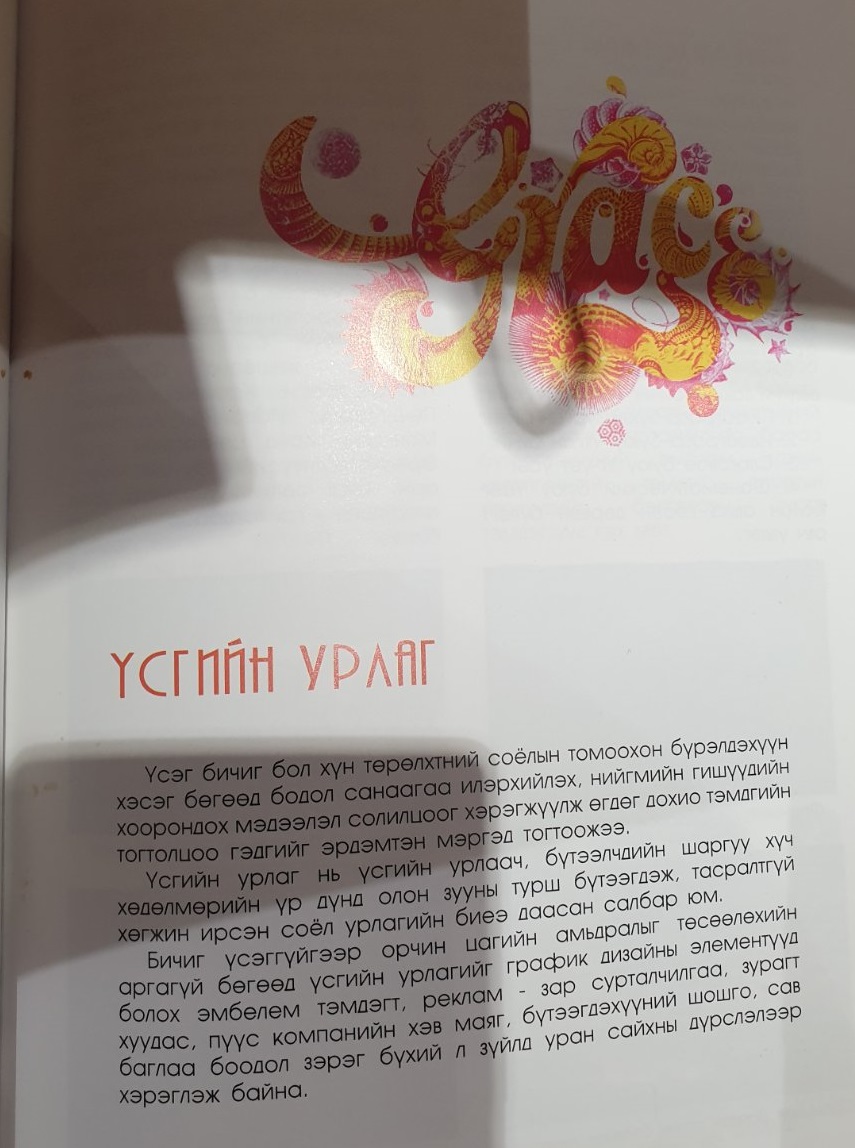 Grace
ҮСГИЙН УРЛАГ
Үсэг бичиг бол хүн төрөлхтний соёлын томоохон бүрэлдэхүүн
хэсэг бөгөөд бодол санаагаа илэрхийлэх, нийгмийн гишүүдийн
хоорондох мэдээлэл солилцоог хэрэгжүүлж өгдөг дохио тэмдгийн
тогтолцоо гэдгийг эрдэмтэн мэргэд тогтоожээ.
Үсгийн урлаг нь үсгийн урлаач, бүтээлчдийн шаргуу хүч
хөдөлмөрийн үр дүнд олон зууны турш бүтээгдэж, тасралтгүй
хөгжин ирсэн соёл урлагийн биеэ даасан салбар юм.
Бичиг үсэггүйгээр орчин цагийн амьдралыг төсөөлөхийн
аргагүй бөгөөд үсгийн урлагийг график дизайны элементүүд
болох эмбөлем тэмдэгт, реклам - зар сурталчилгаа, зурагт
хуудас, пүүс компанийн хэв маяг, бүтээгдэхүүний шошго, сав
баглаа боодол зэрэг бүхий л зүйлд уран сайхны дүрслэлээр
хэрэглэж байна.